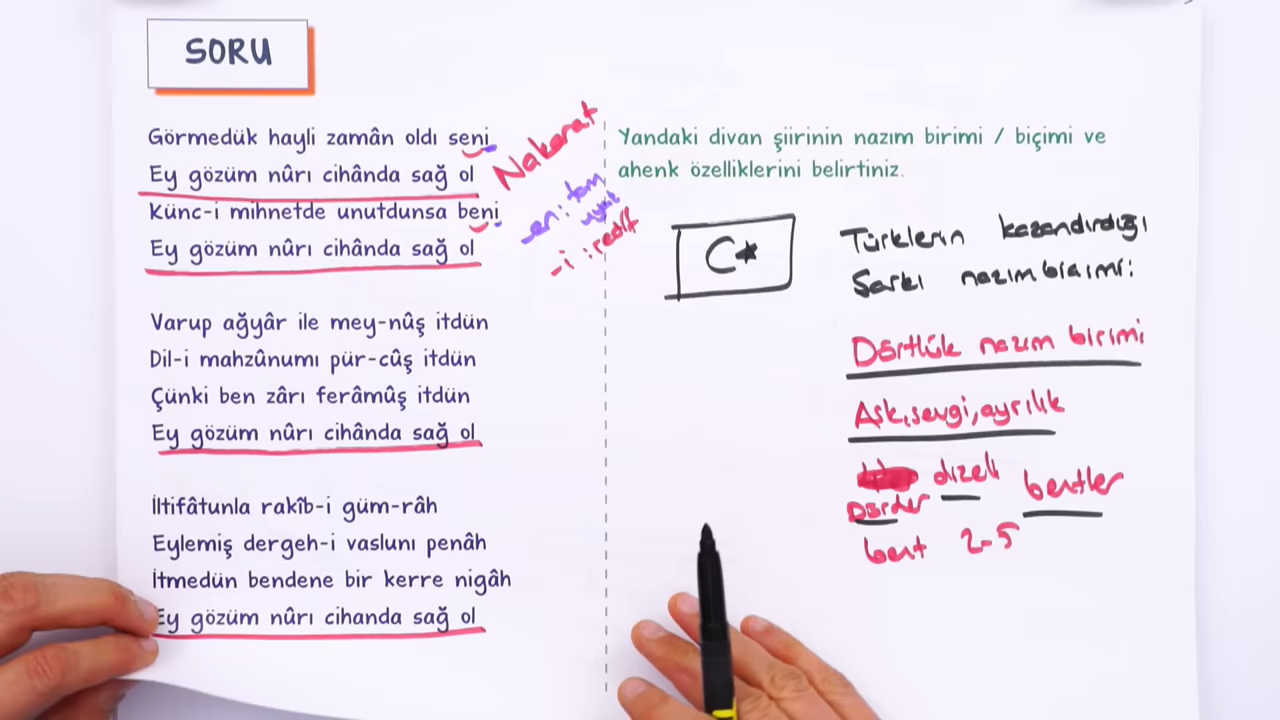 SORU
Görmedük hayli zamân oldı seni
Ey gözüm nûrı cihânda sağ ol
Künc-i mihnetde unutdunsa beni
Ey gözüm nûrı cihânda sağ ol
Nakarat
-en: tam
uyak
-i : redif
Varup ağyâr ile mey-nûş itdün
Dil-i mahzûnumı pür-cûş itdün
Çünki ben zârı ferâmûş itdün
Ey gözüm nûrı cihânda sağ ol
İltifâtunla rakîb-i güm-râh
Eylemiş dergeh-i vaslunı penâh
İtmedün bendene bir kerre nigâh
Ey gözüm nûrı cihanda sağ ol
Yandaki divan şiirinin nazım birimi / biçimi ve
ahenk özelliklerini belirtiniz.
Türklerin kazandırdığı
Şarkı
Dörtlük nazım birimi
Aşk,sevgi,ayrılık
dizeli
Dörder
bentler
bent 2-5